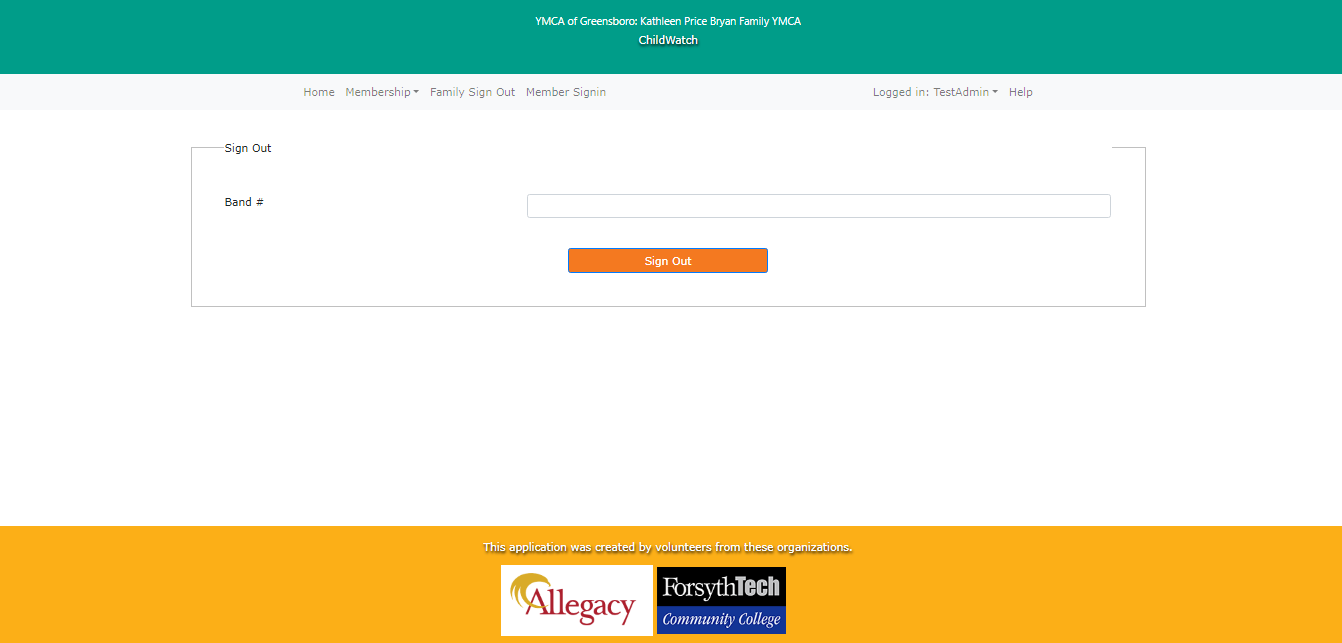 YMCA of Greensboro: Kathleen Price Bryan Family YMCA
ChildWatch
Home Membership Family Sign Out Member Signin Logged in: TestAdmin Help
Sign Out
Band #
Sign Out
This application was created by volunteers from these organizations.
Allegacy
ForsythTech
Community College